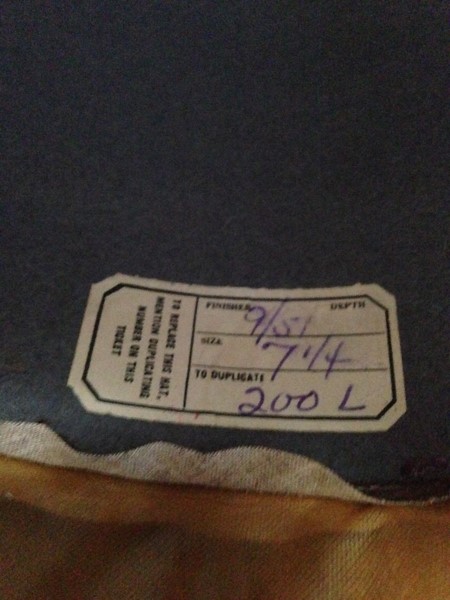 TO REPLACE THIS HAT,
MENTION DUPLICATING
NUMBER ON THIS
TICKET
FINISHER DEPTH
9/51
SIZE 7 1/4
TO DUPLICATE
200 L